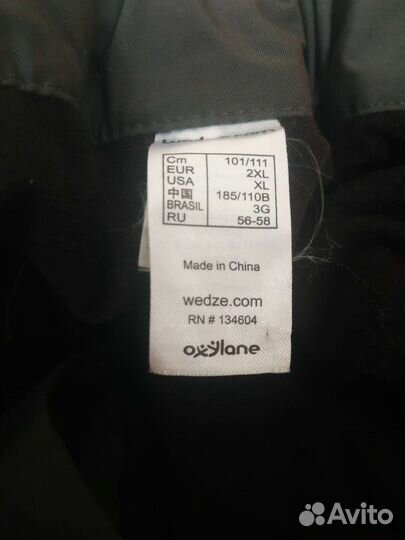 Cm 101/111
EUR 2XL
USA XL
中国 185/110B
BRASIL 3G
RU 56-58
Made in China
wedze.com
RN # 134604
oxylane
Avito